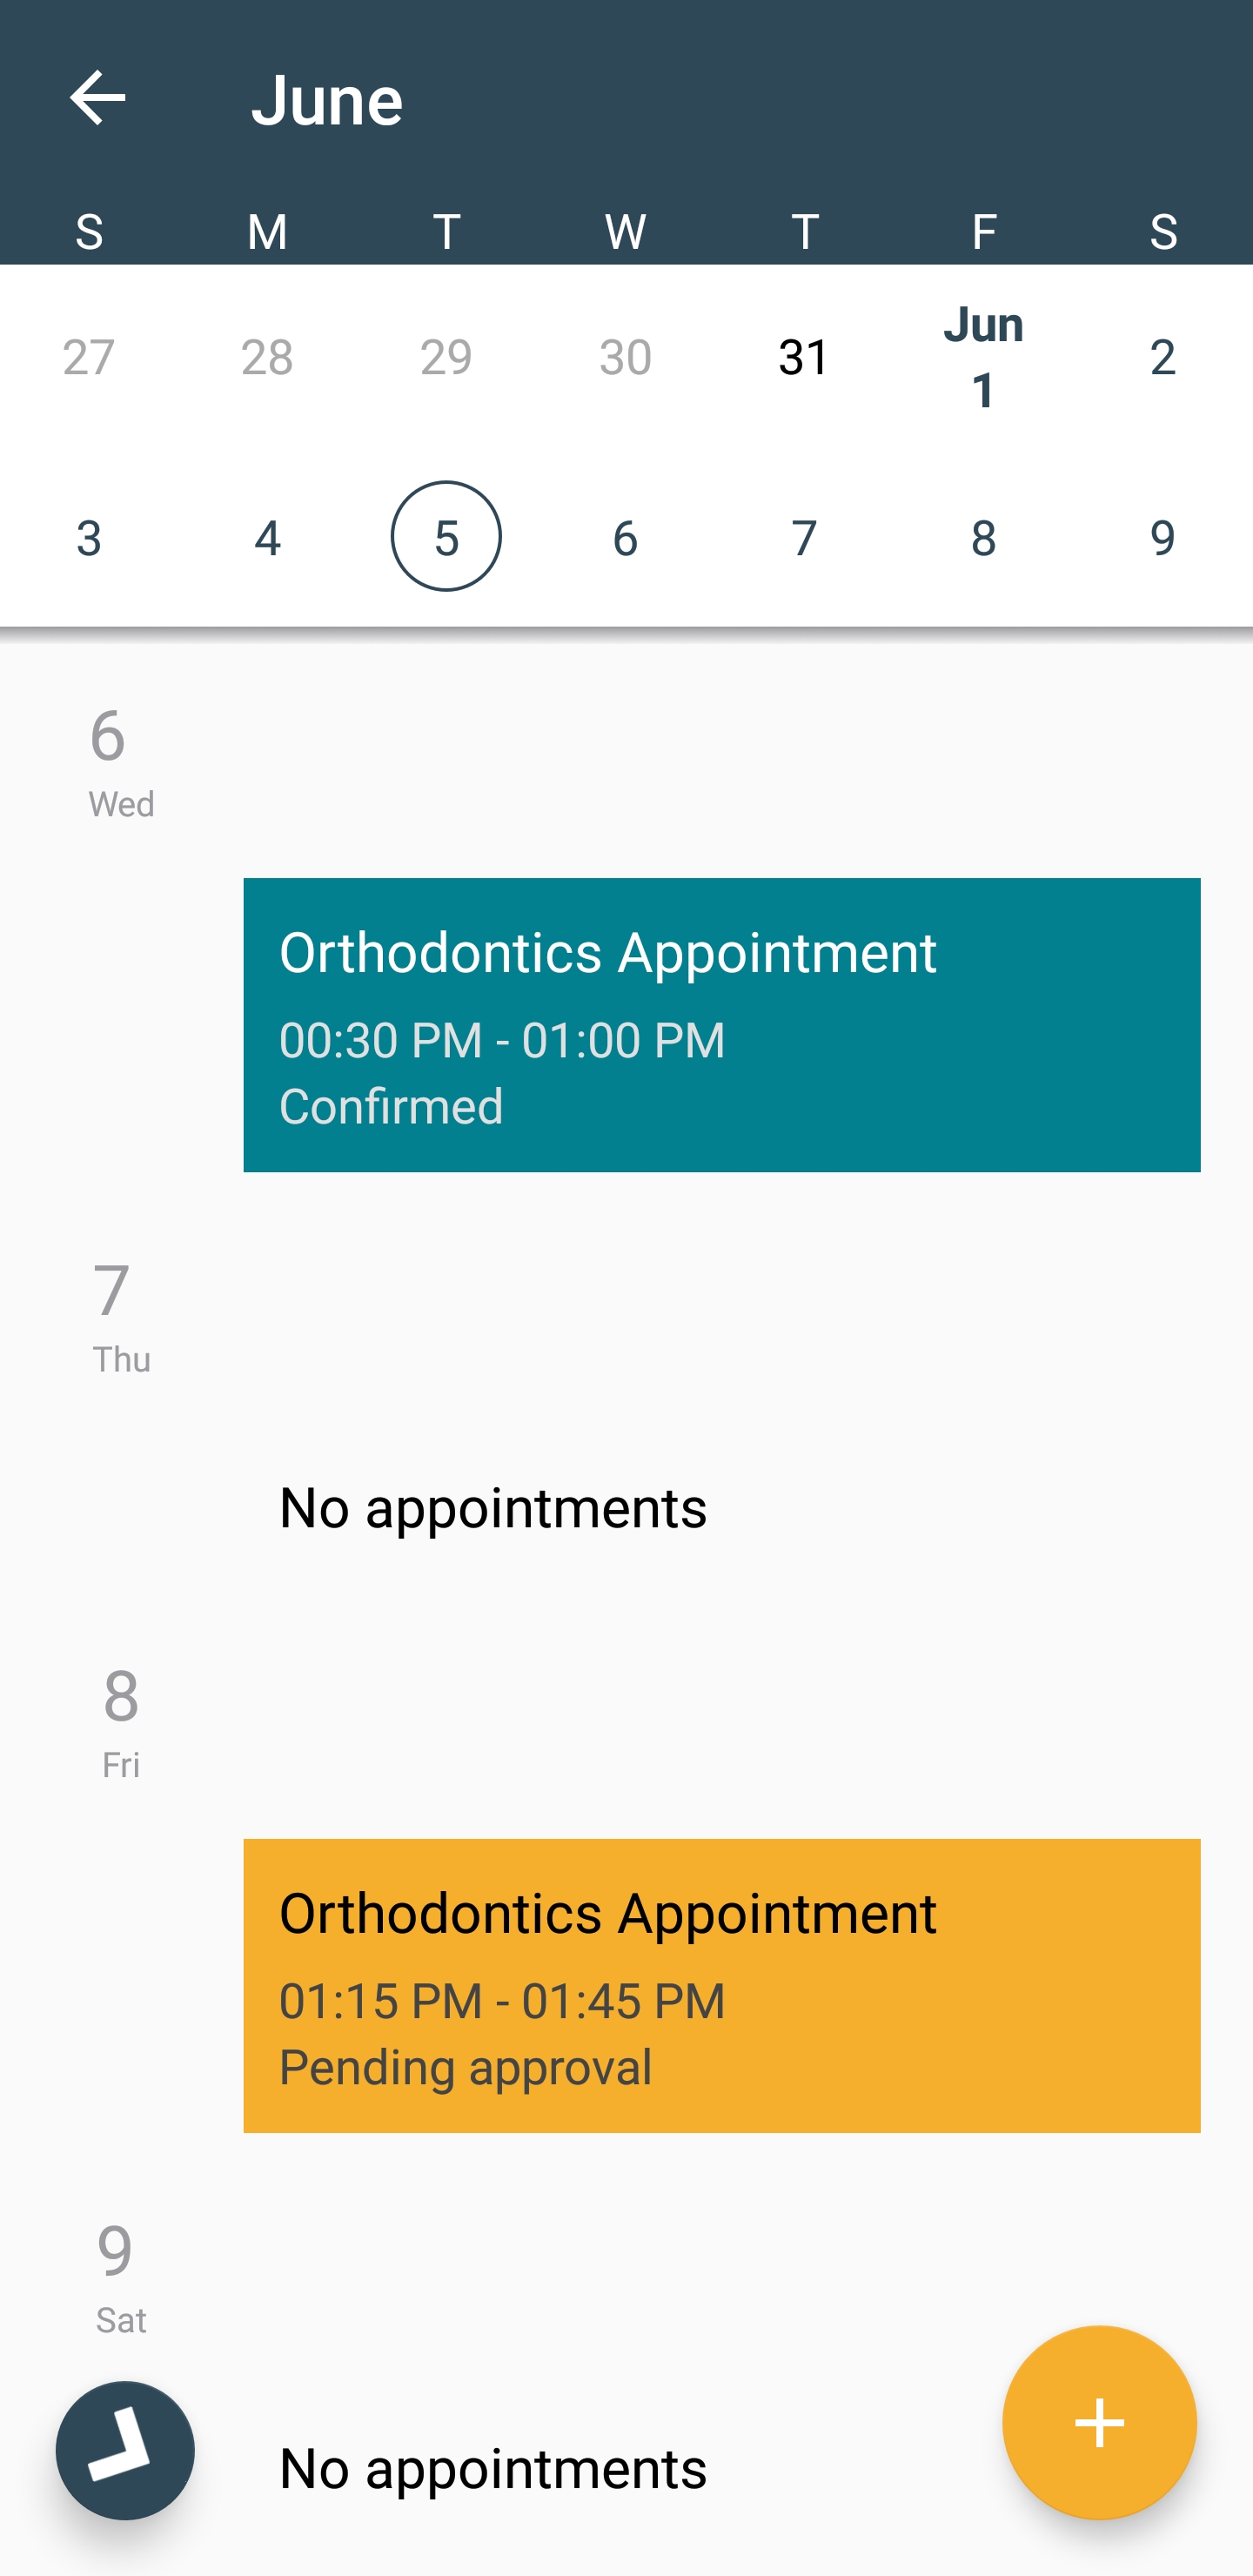 June
S M T W T F S
27 28 29 30 31 Jun 1 2
3 4 5 6 7 8 9
6
Wed
Orthodontics Appointment
00:30 PM - 01:00 PM
Confirmed
7
Thu
No appointments
8
Fri
Orthodontics Appointment
01:15 PM - 01:45 PM
Pending approval
9
Sat
No appointments